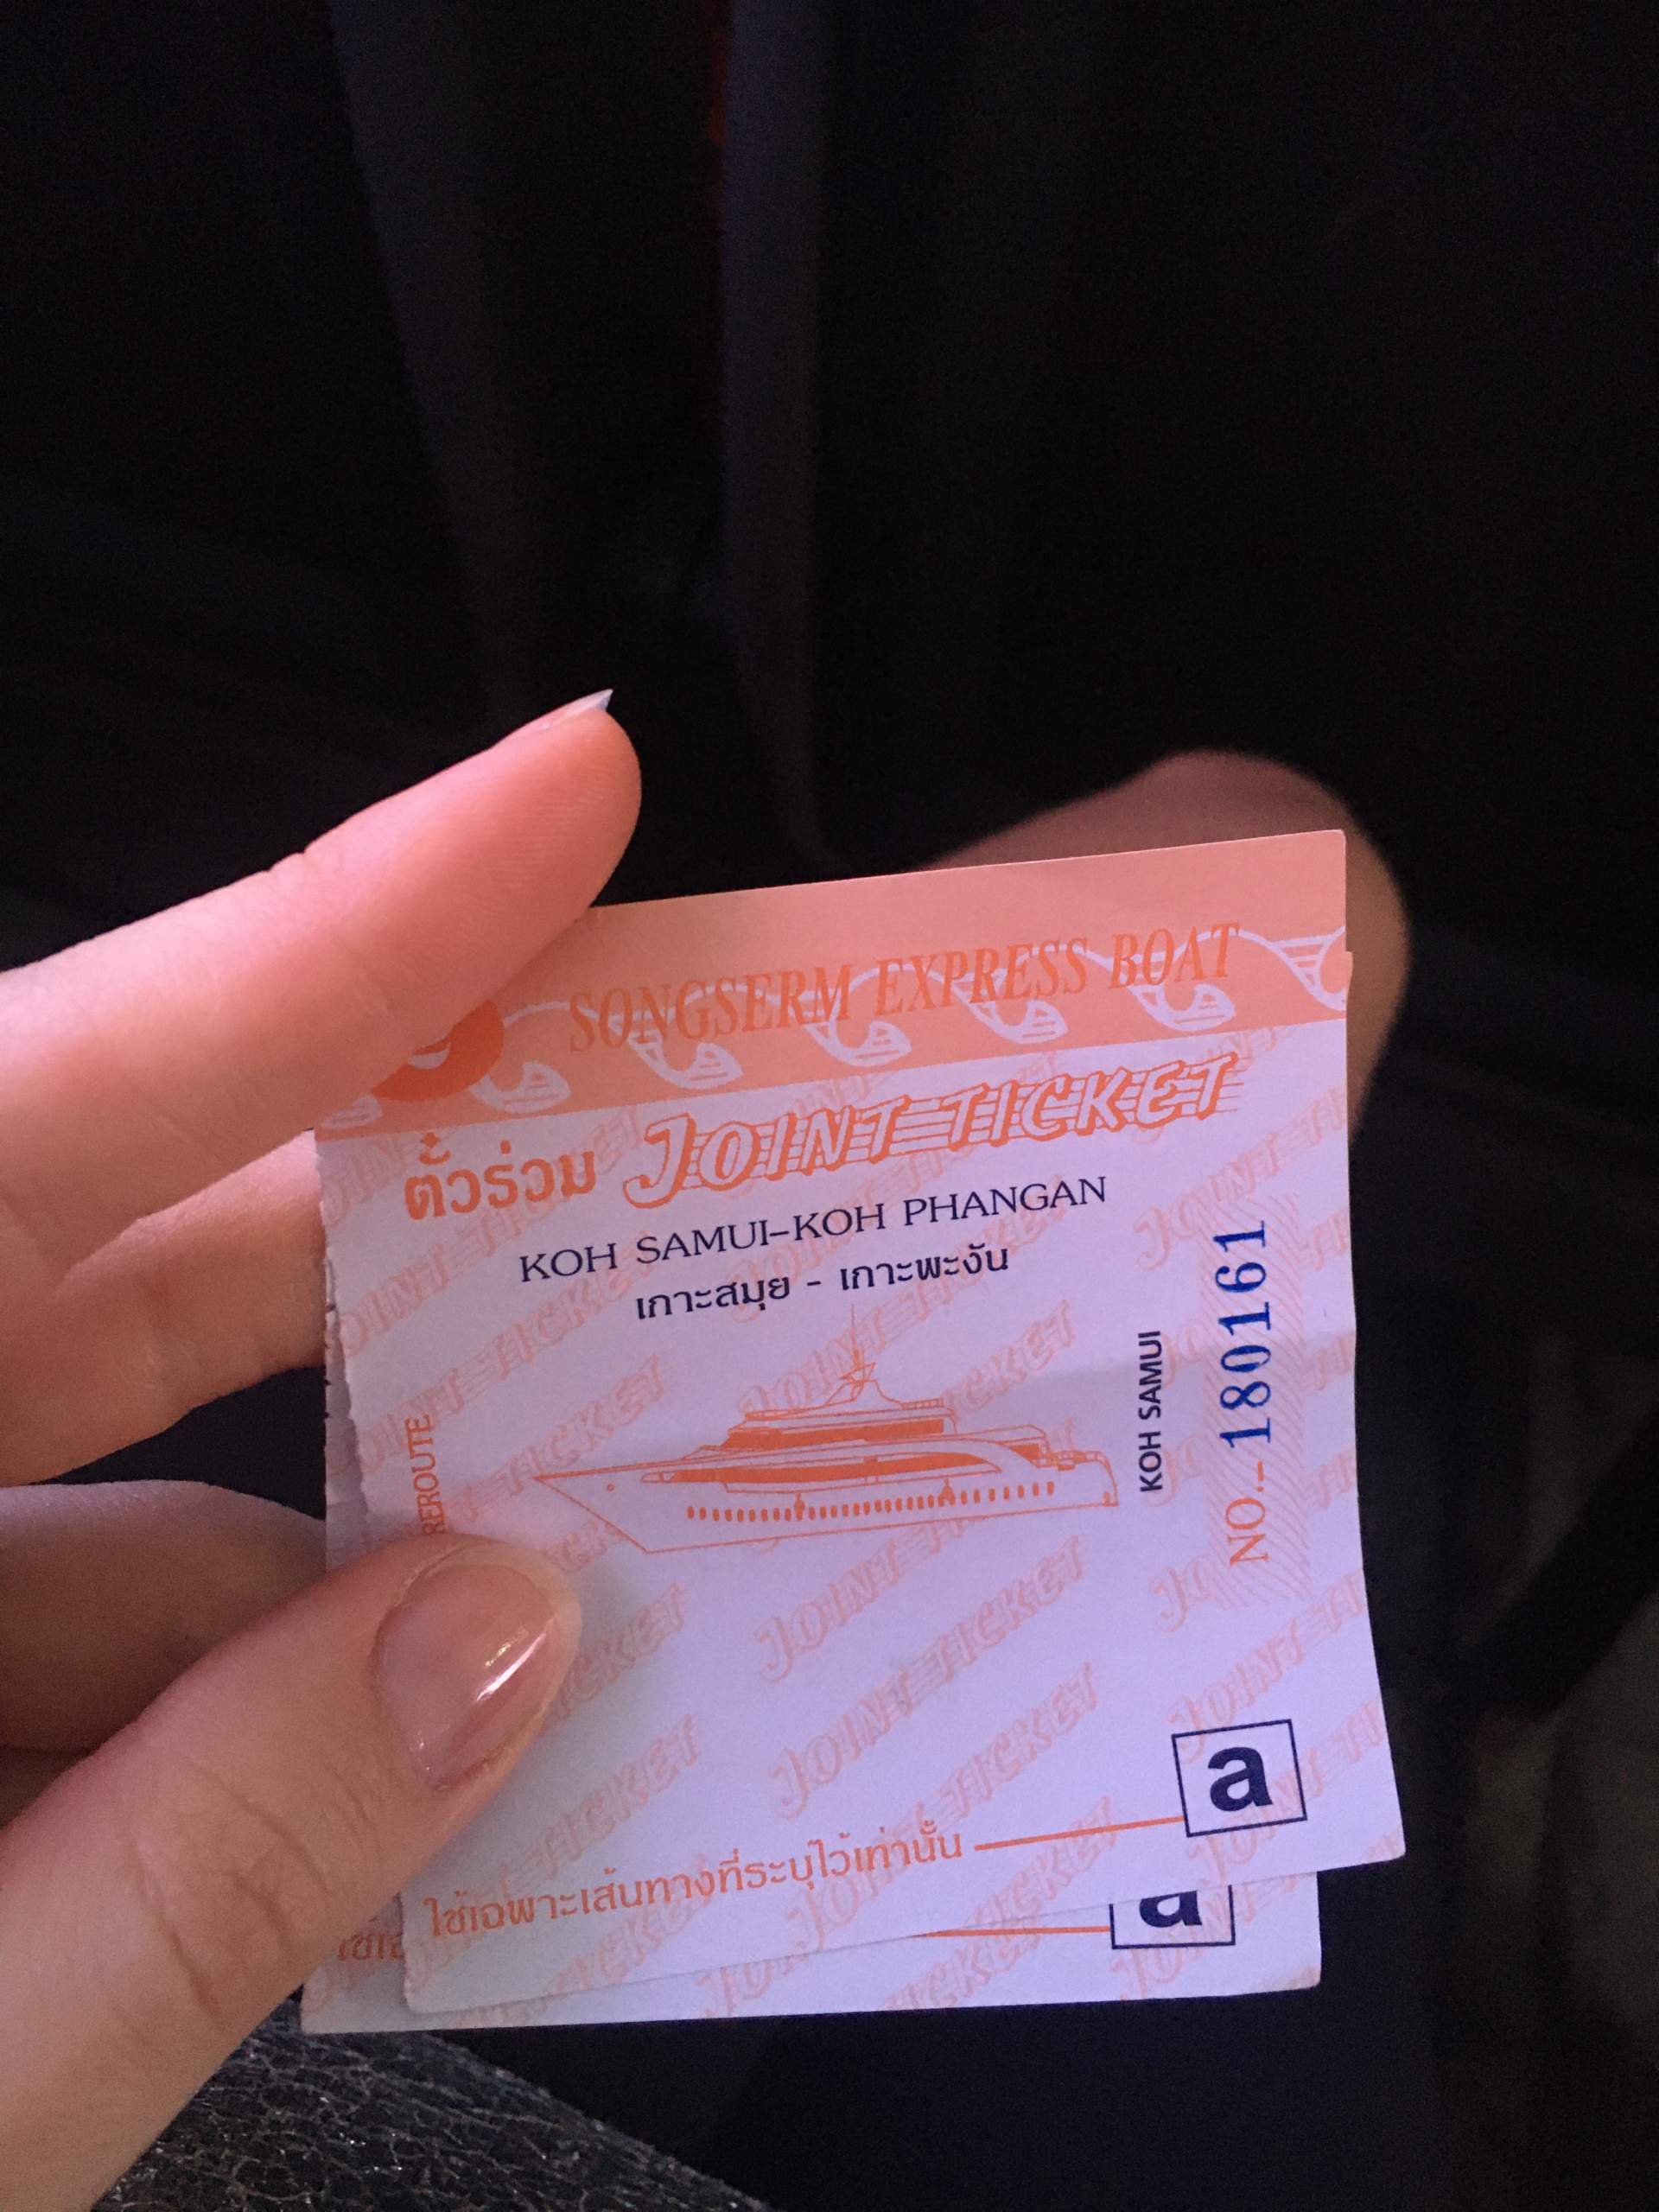 SONGSERM EXPRESS BOAT
ตั๋วร่วม JOINT TICKET
KOH SAMUI-KOH PHANGAN
เกาะสมุย - เกาะพะงัน
REROUTE
KOH SAMUI
NO.- 180161
a
ใช้เฉพาะเส้นทางที่ระบุไว้เท่านั้น
a